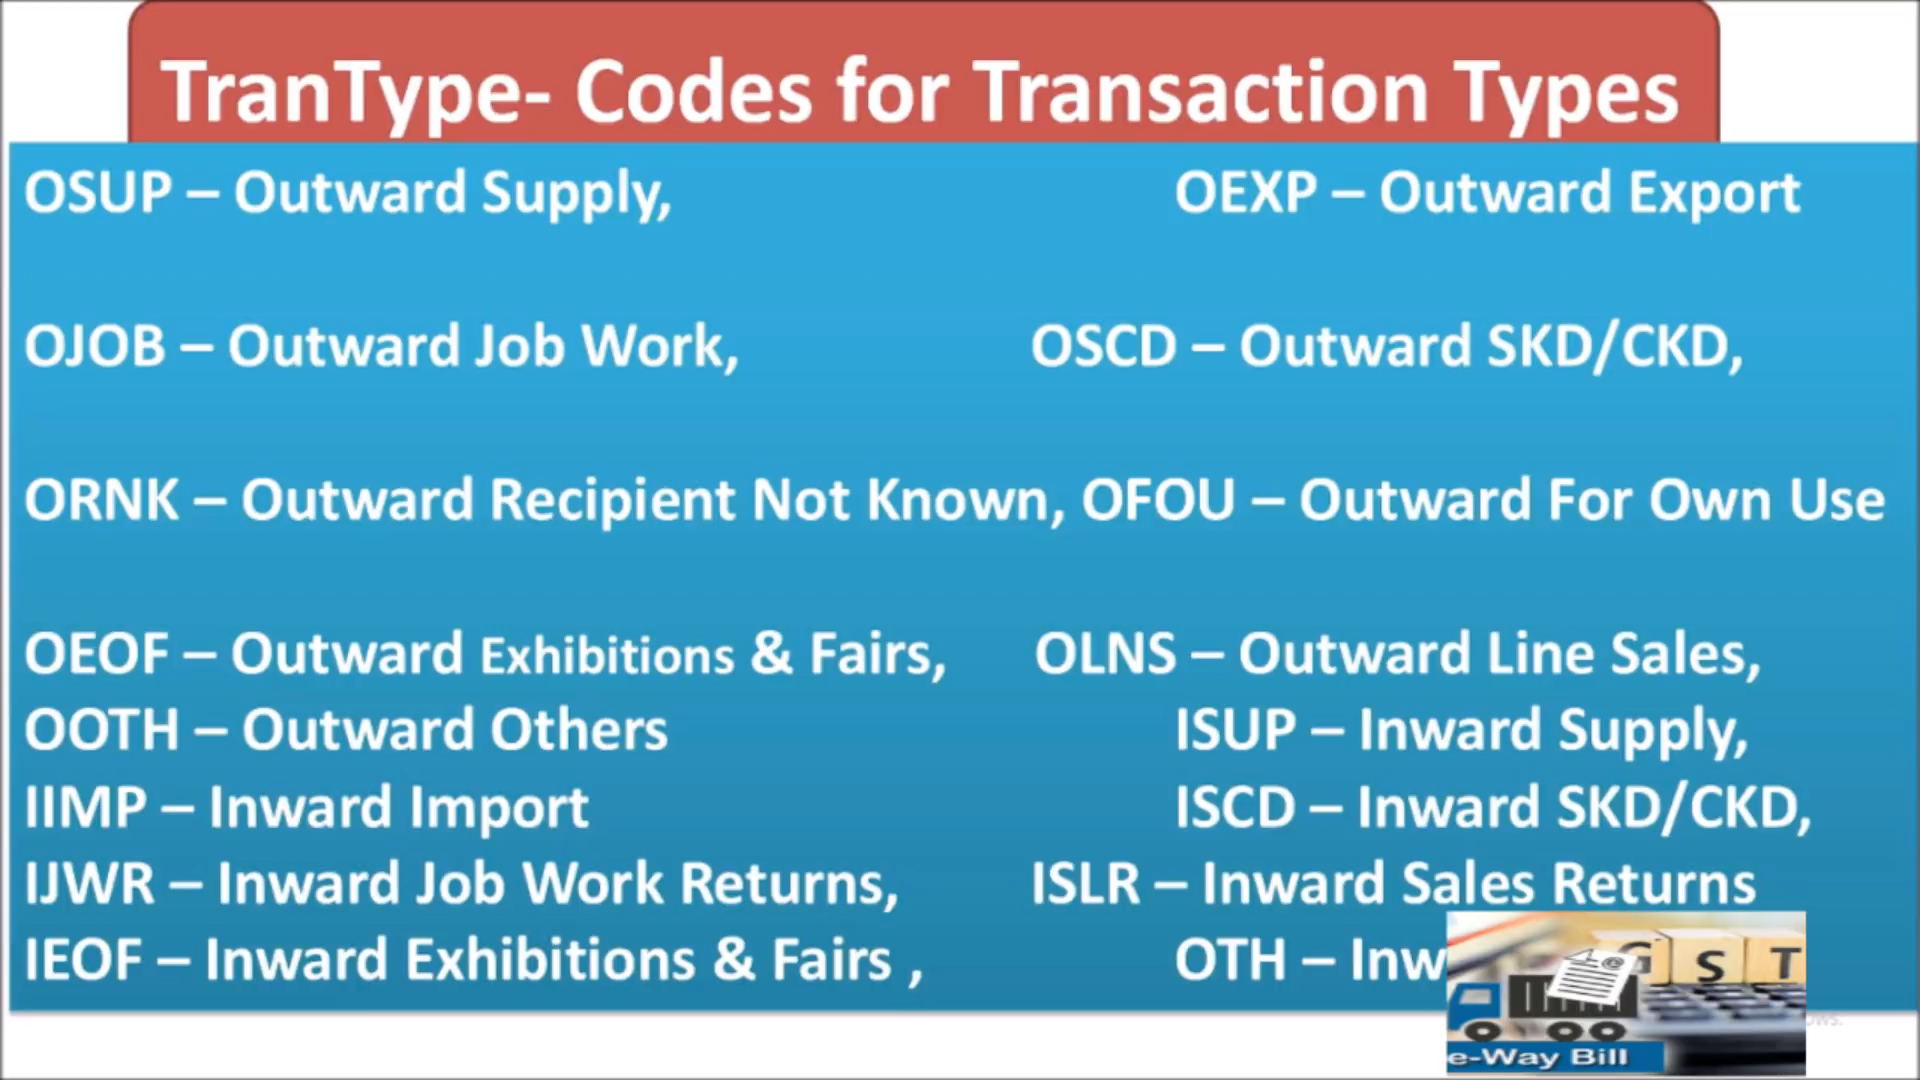 TranType- Codes for Transaction Types
OSUP – Outward Supply, OEXP – Outward Export
OJOB – Outward Job Work, OSCD – Outward SKD/CKD,
ORNK – Outward Recipient Not Known, OFOU – Outward For Own Use
OEOF – Outward Exhibitions & Fairs, OLNS – Outward Line Sales,
OOTH – Outward Others ISUP – Inward Supply,
IIMP – Inward Import ISCD – Inward SKD/CKD,
IJWR – Inward Job Work Returns, ISLR – Inward Sales Returns
IEOF – Inward Exhibitions & Fairs , OTH – Inw
G S T
e-Way Bill